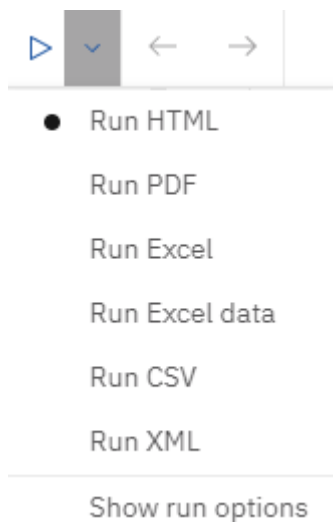 Run HTML
Run PDF
Run Excel
Run Excel data
Run CSV
Run XML
Show run options